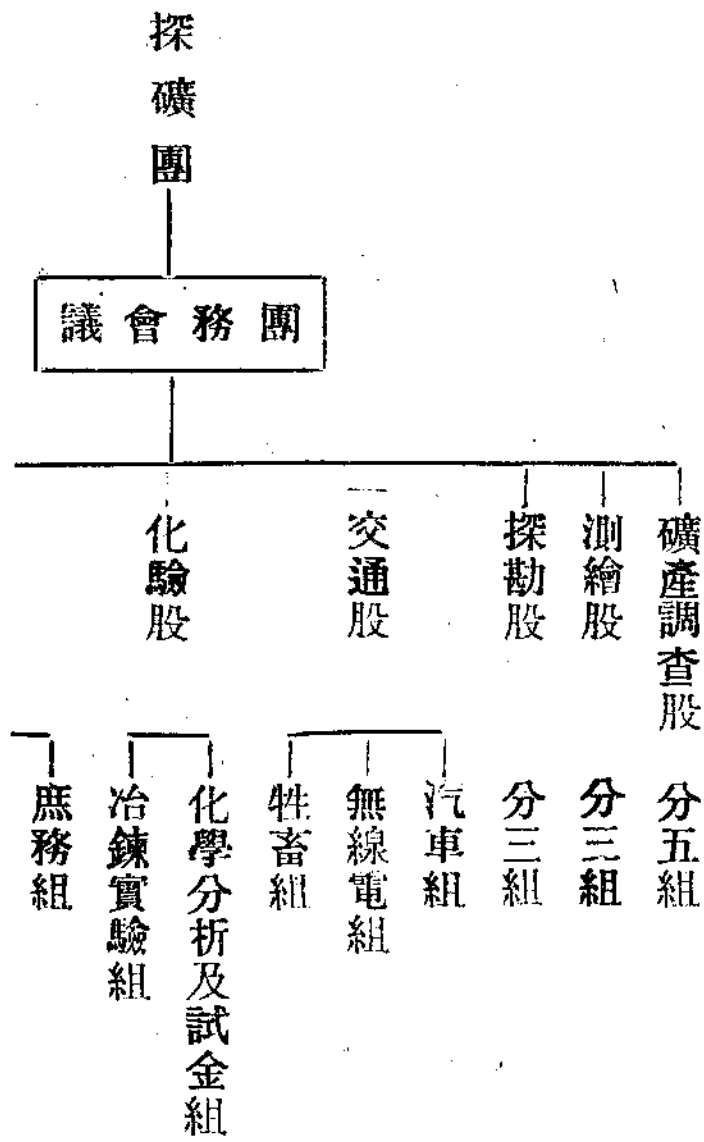 探礦團
團務會議
礦產調查股
測繪股
探勘股
交通股
化驗股
分五組
分三組
分三組
汽車組
無線電組
牲畜組
化學分析及試金組
冶鍊實驗組
庶務組